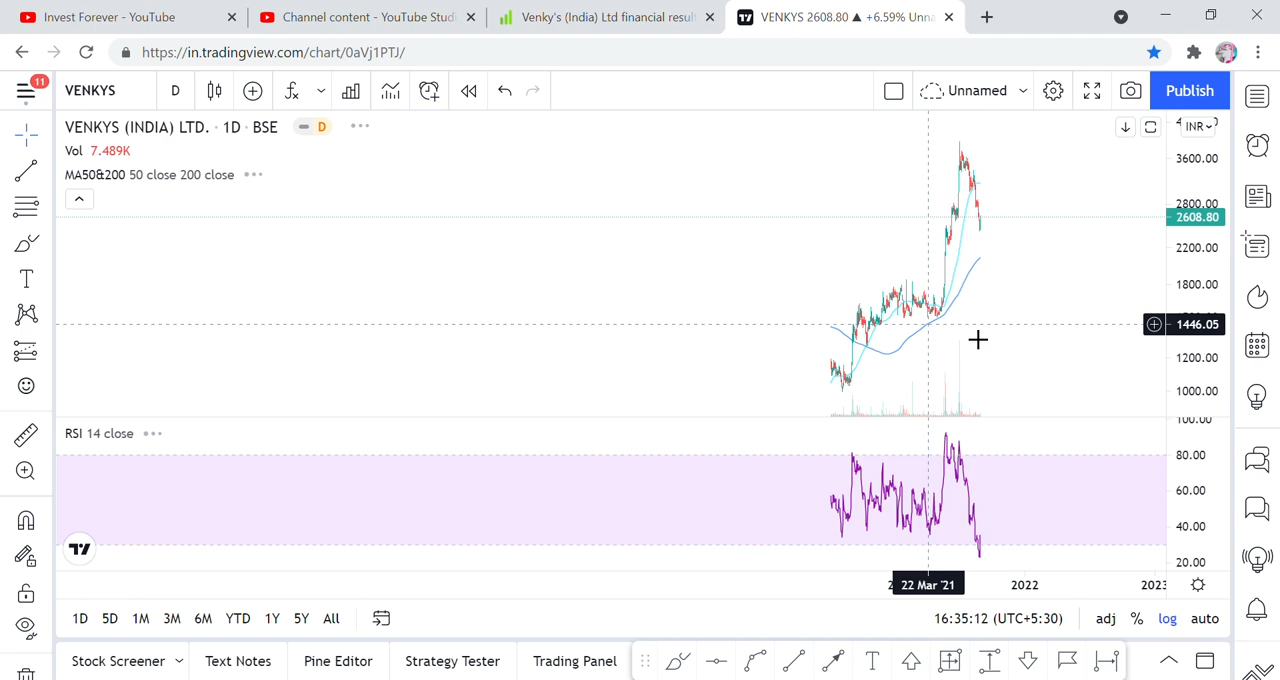 Invest Forever - YouTube
Channel content - YouTube Studi
Venky's (India) Ltd financial result
VENKYS 2608.80 ▲ +6.59% Unna
https://in.tradingview.com/chart/0aVj1PTJ/
11
VENKYS
D
Unnamed
Publish
VENKYS (INDIA) LTD. · 1D · BSE
D
INR
Vol 7.489K
3600.00
MA50&200 50 close 200 close
2800.00
2608.80
2200.00
1800.00
1446.05
1200.00
1000.00
100.00
RSI 14 close
80.00
60.00
40.00
20.00
22 Mar '21
2022
2023
1D 5D 1M 3M 6M YTD 1Y 5Y All
16:35:12 (UTC+5:30)
adj % log auto
Stock Screener
Text Notes
Pine Editor
Strategy Tester
Trading Panel